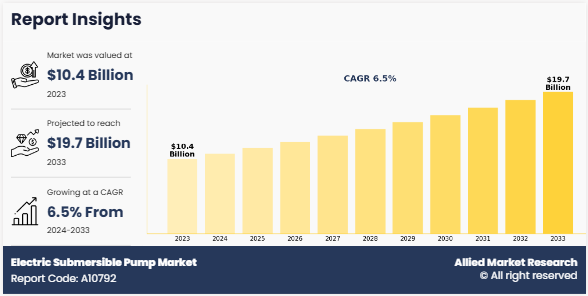 Report Insights
Market was valued at
$10.4 Billion
2023
Projected to reach
$19.7 Billion
2033
Growing at a CAGR
6.5% From
2024-2033
CAGR 6.5%
$10.4
Billion
$19.7
Billion
2023 2024 2025 2026 2027 2028 2029 2030 2031 2032 2033
Electric Submersible Pump Market
Report Code: A10792
Allied Market Research
© All right reserved